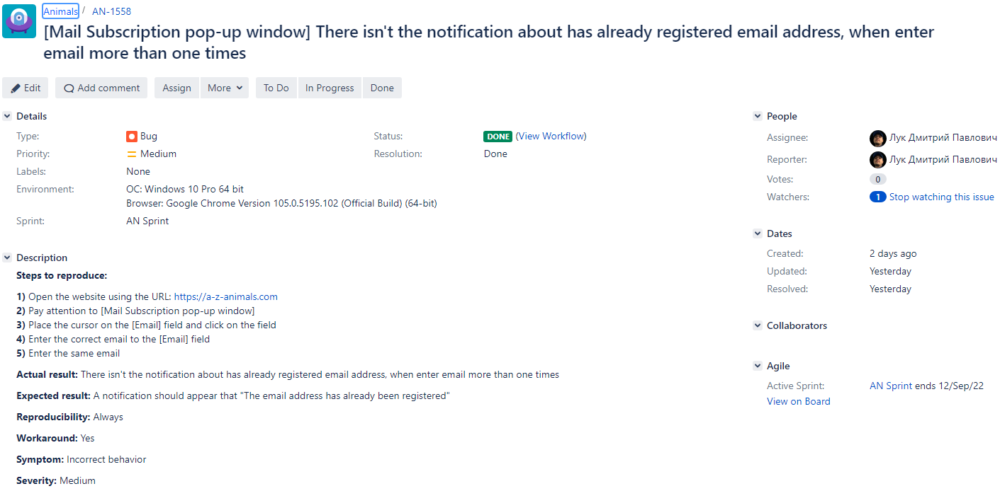 Animals / AN-1558
[Mail Subscription pop-up window] There isn't the notification about has already registered email address, when enter
email more than one times
Edit Add comment Assign More To Do In Progress Done
Details
Type: Bug Status: DONE (View Workflow)
Priority: Medium Resolution: Done
Labels: None
Environment: OC: Windows 10 Pro 64 bit
Browser: Google Chrome Version 105.0.5195.102 (Official Build) (64-bit)
Sprint: AN Sprint
Description
Steps to reproduce:
1) Open the website using the URL: https://a-z-animals.com
2) Pay attention to [Mail Subscription pop-up window]
3) Place the cursor on the [Email] field and click on the field
4) Enter the correct email to the [Email] field
5) Enter the same email
Actual result: There isn't the notification about has already registered email address, when enter email more than one times
Expected result: A notification should appear that "The email address has already been registered"
Reproducibility: Always
Workaround: Yes
Symptom: Incorrect behavior
Severity: Medium
People
Assignee: Лук Дмитрий Павлович
Reporter: Лук Дмитрий Павлович
Votes: 0
Watchers: 1 Stop watching this issue
Dates
Created: 2 days ago
Updated: Yesterday
Resolved: Yesterday
Collaborators
Agile
Active Sprint: AN Sprint ends 12/Sep/22
View on Board